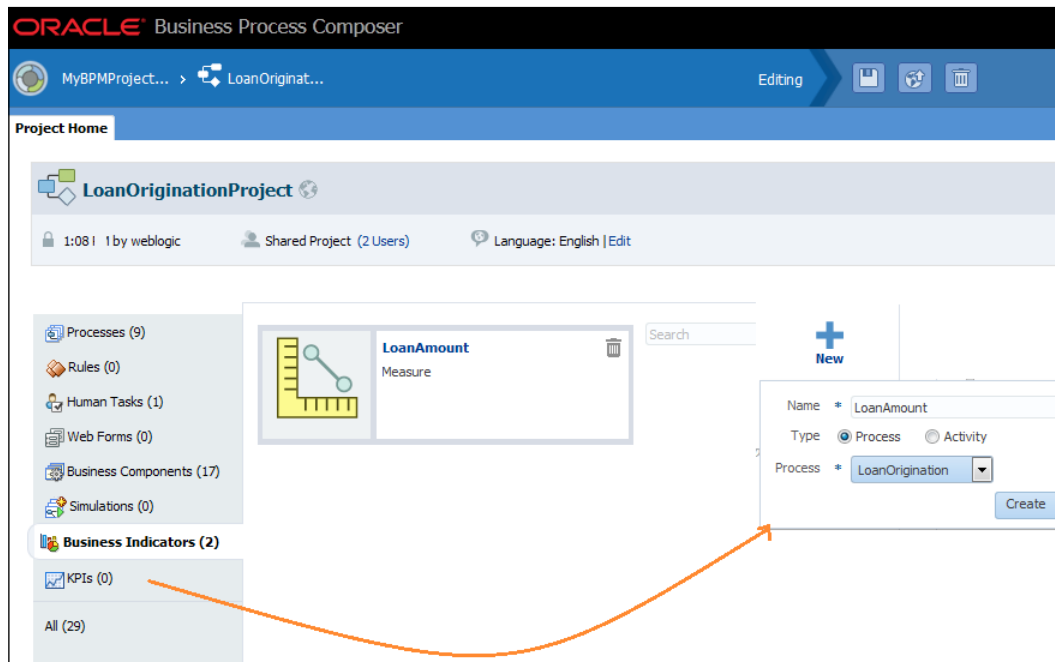 ORACLE Business Process Composer
MyBPMProject... > LoanOriginat...
Editing
Project Home
LoanOriginationProject
1:08 by weblogic
Shared Project (2 Users)
Language: English | Edit
Processes (9)
Rules (0)
Human Tasks (1)
Web Forms (0)
Business Components (17)
Simulations (0)
Business Indicators (2)
KPIs (0)
All (29)
LoanAmount
Measure
Search
New
Name * LoanAmount
Type Process Activity
Process * LoanOrigination
Create